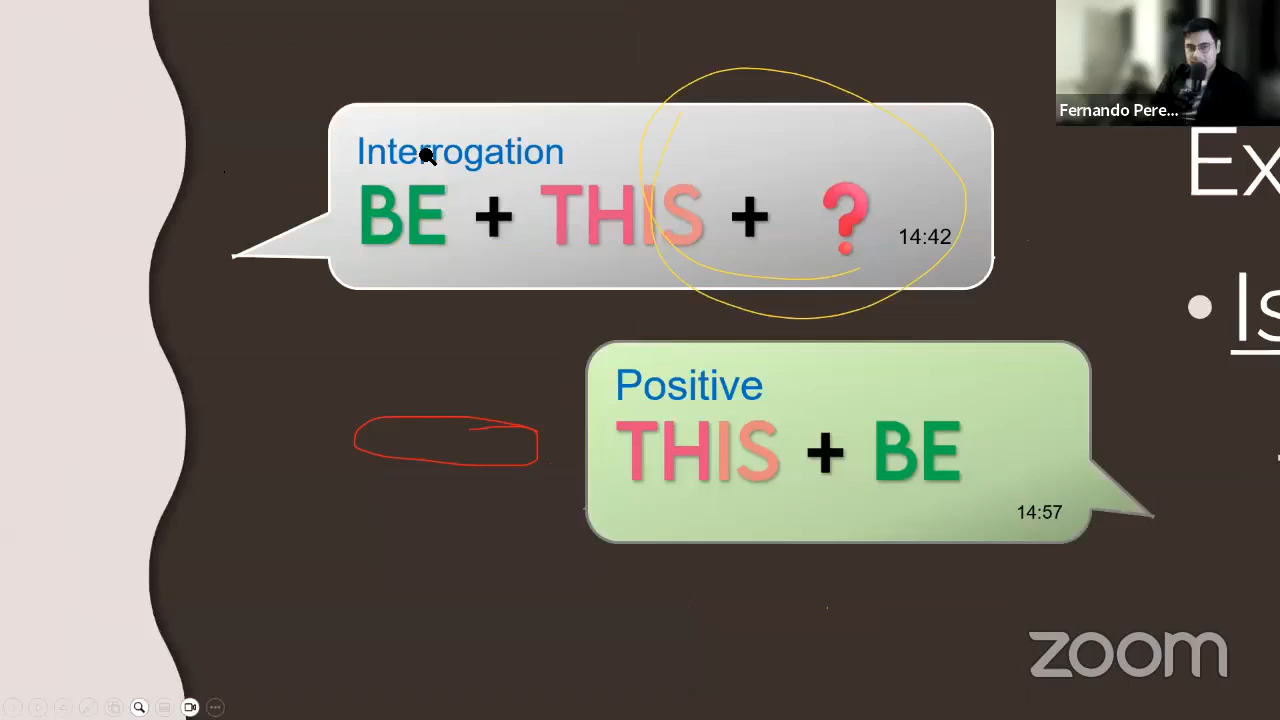 Fernando Pere...
Interrogation
BE + THIS + ?
14:42
Ex
• Is
Positive
THIS + BE
14:57
zoom